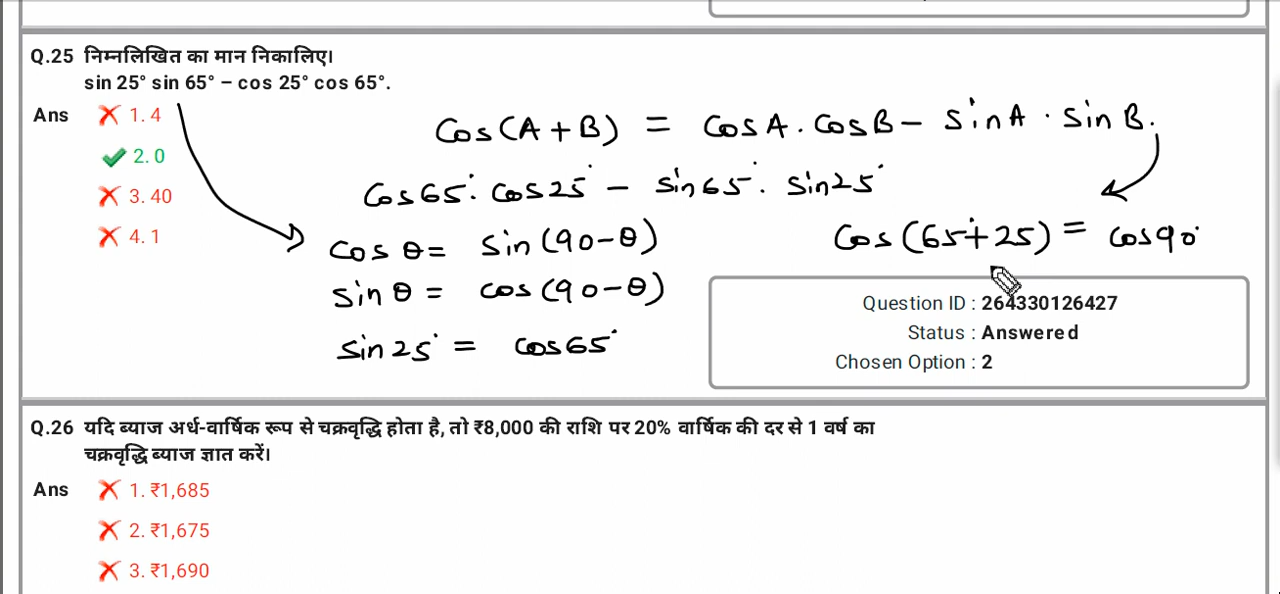 Q.25 निम्नलिखित का मान निकालिए।
sin 25° sin 65° – cos 25° cos 65°.
Ans
1. 4
2. 0
3. 40
4. 1
cos(A + B) = cosA . cosB – sinA . sinB.
cos65° . cos25° – sin65° . sin25°
cos θ = sin(90-θ)
cos(65+25) = cos90°
sin θ = cos(90-θ)
sin25° = cos65°
Question ID : 264330126427
Status : Answered
Chosen Option : 2
Q.26 यदि ब्याज अर्ध-वार्षिक रूप से चक्रवृद्धि होता है, तो ₹8,000 की राशि पर 20% वार्षिक की दर से 1 वर्ष का
चक्रवृद्धि ब्याज ज्ञात करें।
Ans
1. ₹1,685
2. ₹1,675
3. ₹1,690